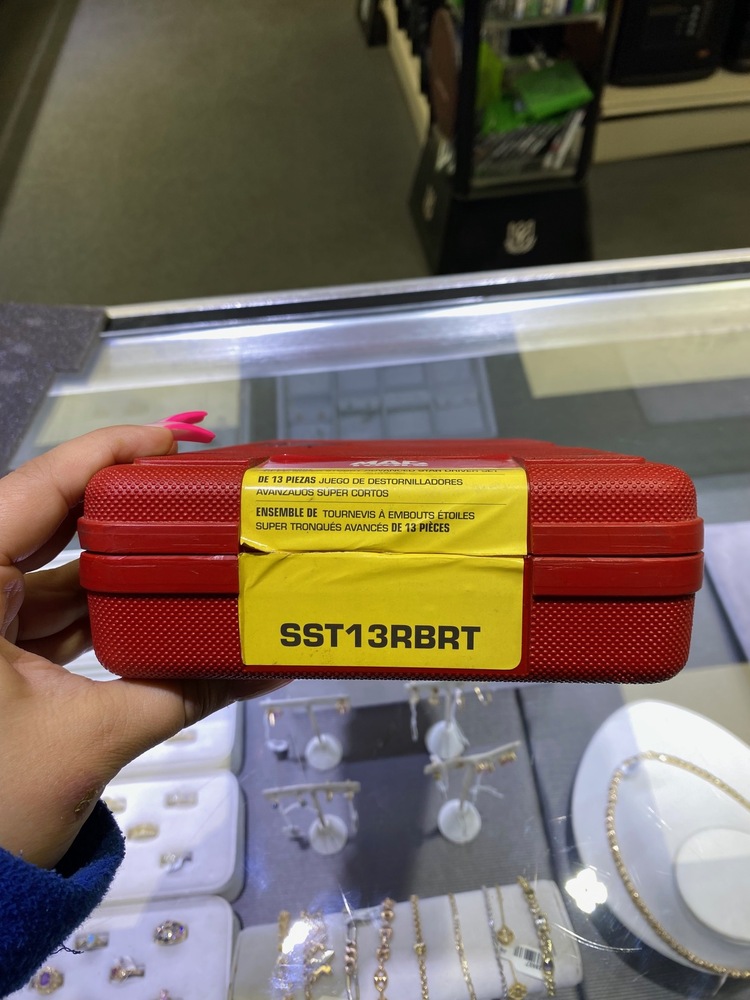 DE 13 PIEZAS JUEGO DE DESTORNILLADORES
AVANZADOS SUPER CORTOS
ENSEMBLE DE TOURNEVIS À EMBOUTS ÉTOILES
SUPER TRONQUÉS AVANCÉS DE 13 PIÈCES
SST13RBRT